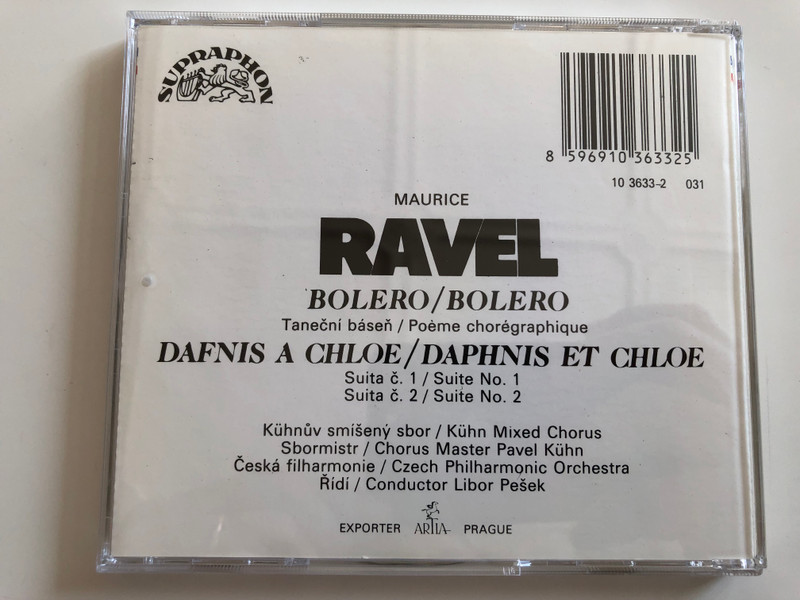 SUPRAPHON
8 596910 363325
10 3633-2 031
MAURICE
RAVEL
BOLERO/BOLERO
Taneční báseň / Poème chorégraphique
DAFNIS A CHLOE/DAPHNIS ET CHLOE
Suita č. 1 / Suite No. 1
Suita č. 2 / Suite No. 2
Kühnův smíšený sbor / Kühn Mixed Chorus
Sbormistr / Chorus Master Pavel Kühn
Česká filharmonie / Czech Philharmonic Orchestra
Řídí / Conductor Libor Pešek
EXPORTER ARTIA PRAGUE